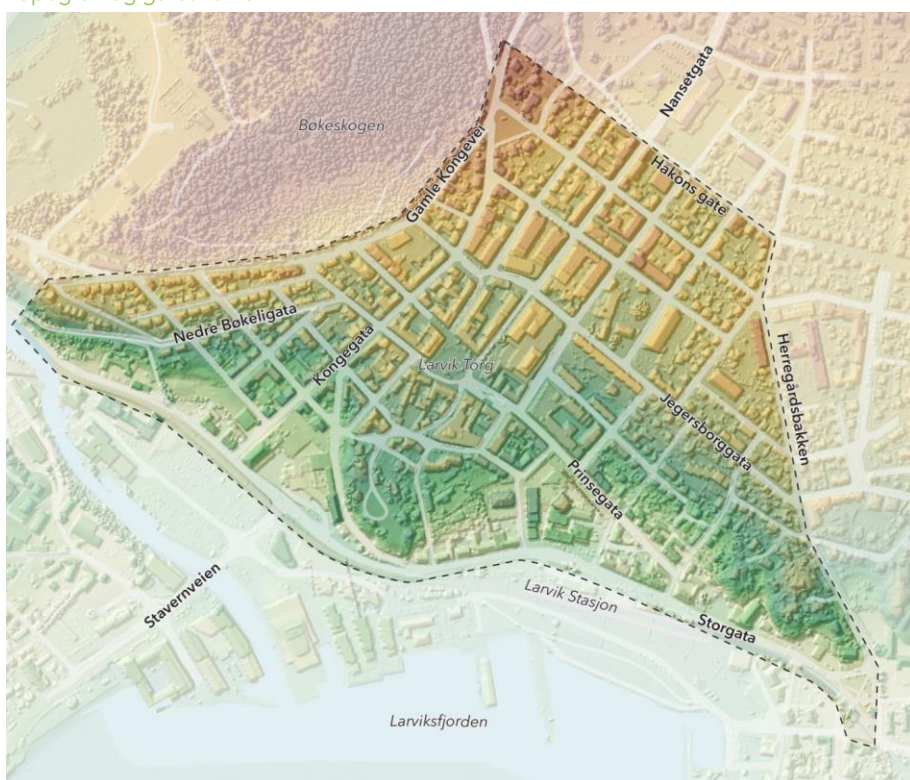 Nansetgata
Bøkeskogen
Gamle Kongevei
Håkons gate
Nedre Bøkeligata
Kongegata
Larvik Torg
Herregårdsbakken
Jegersborggata
Prinsegata
Stavernveien
Larvik Stasjon
Storgata
Larviksfjorden